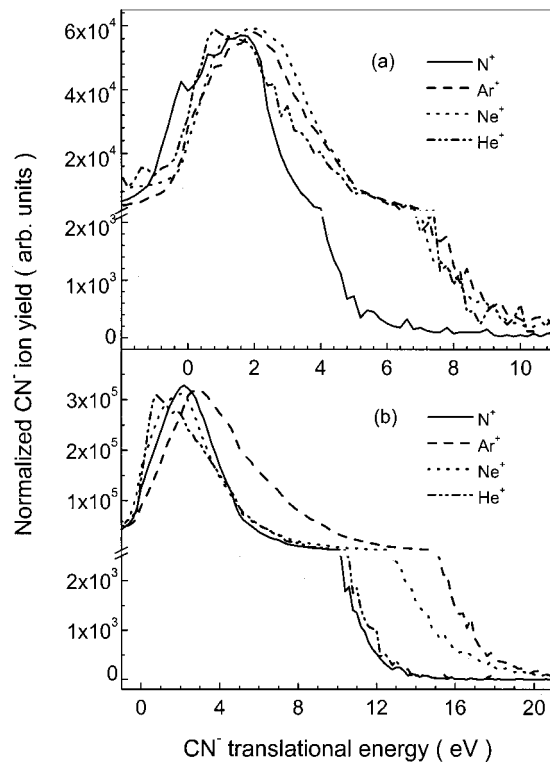 Normalized CN⁻ ion yield ( arb. units )
6x10⁴
4x10⁴
2x10⁴
2x10³
1x10³
0
(a)
N⁺
Ar⁺
Ne⁺
He⁺
0 2 4 6 8 10
3x10⁵
2x10⁵
1x10⁵
2x10³
1x10³
0
(b)
N⁺
Ar⁺
Ne⁺
He⁺
0 4 8 12 16 20
CN⁻ translational energy ( eV )